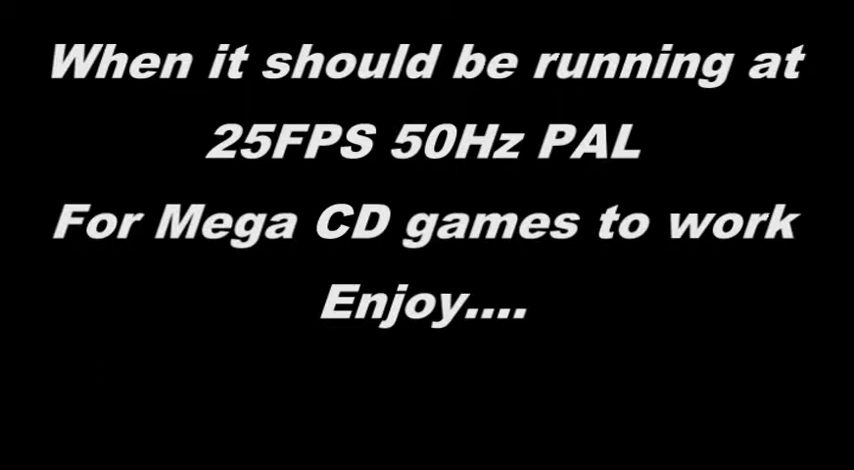 When it should be running at
25FPS 50Hz PAL
For Mega CD games to work
Enjoy....